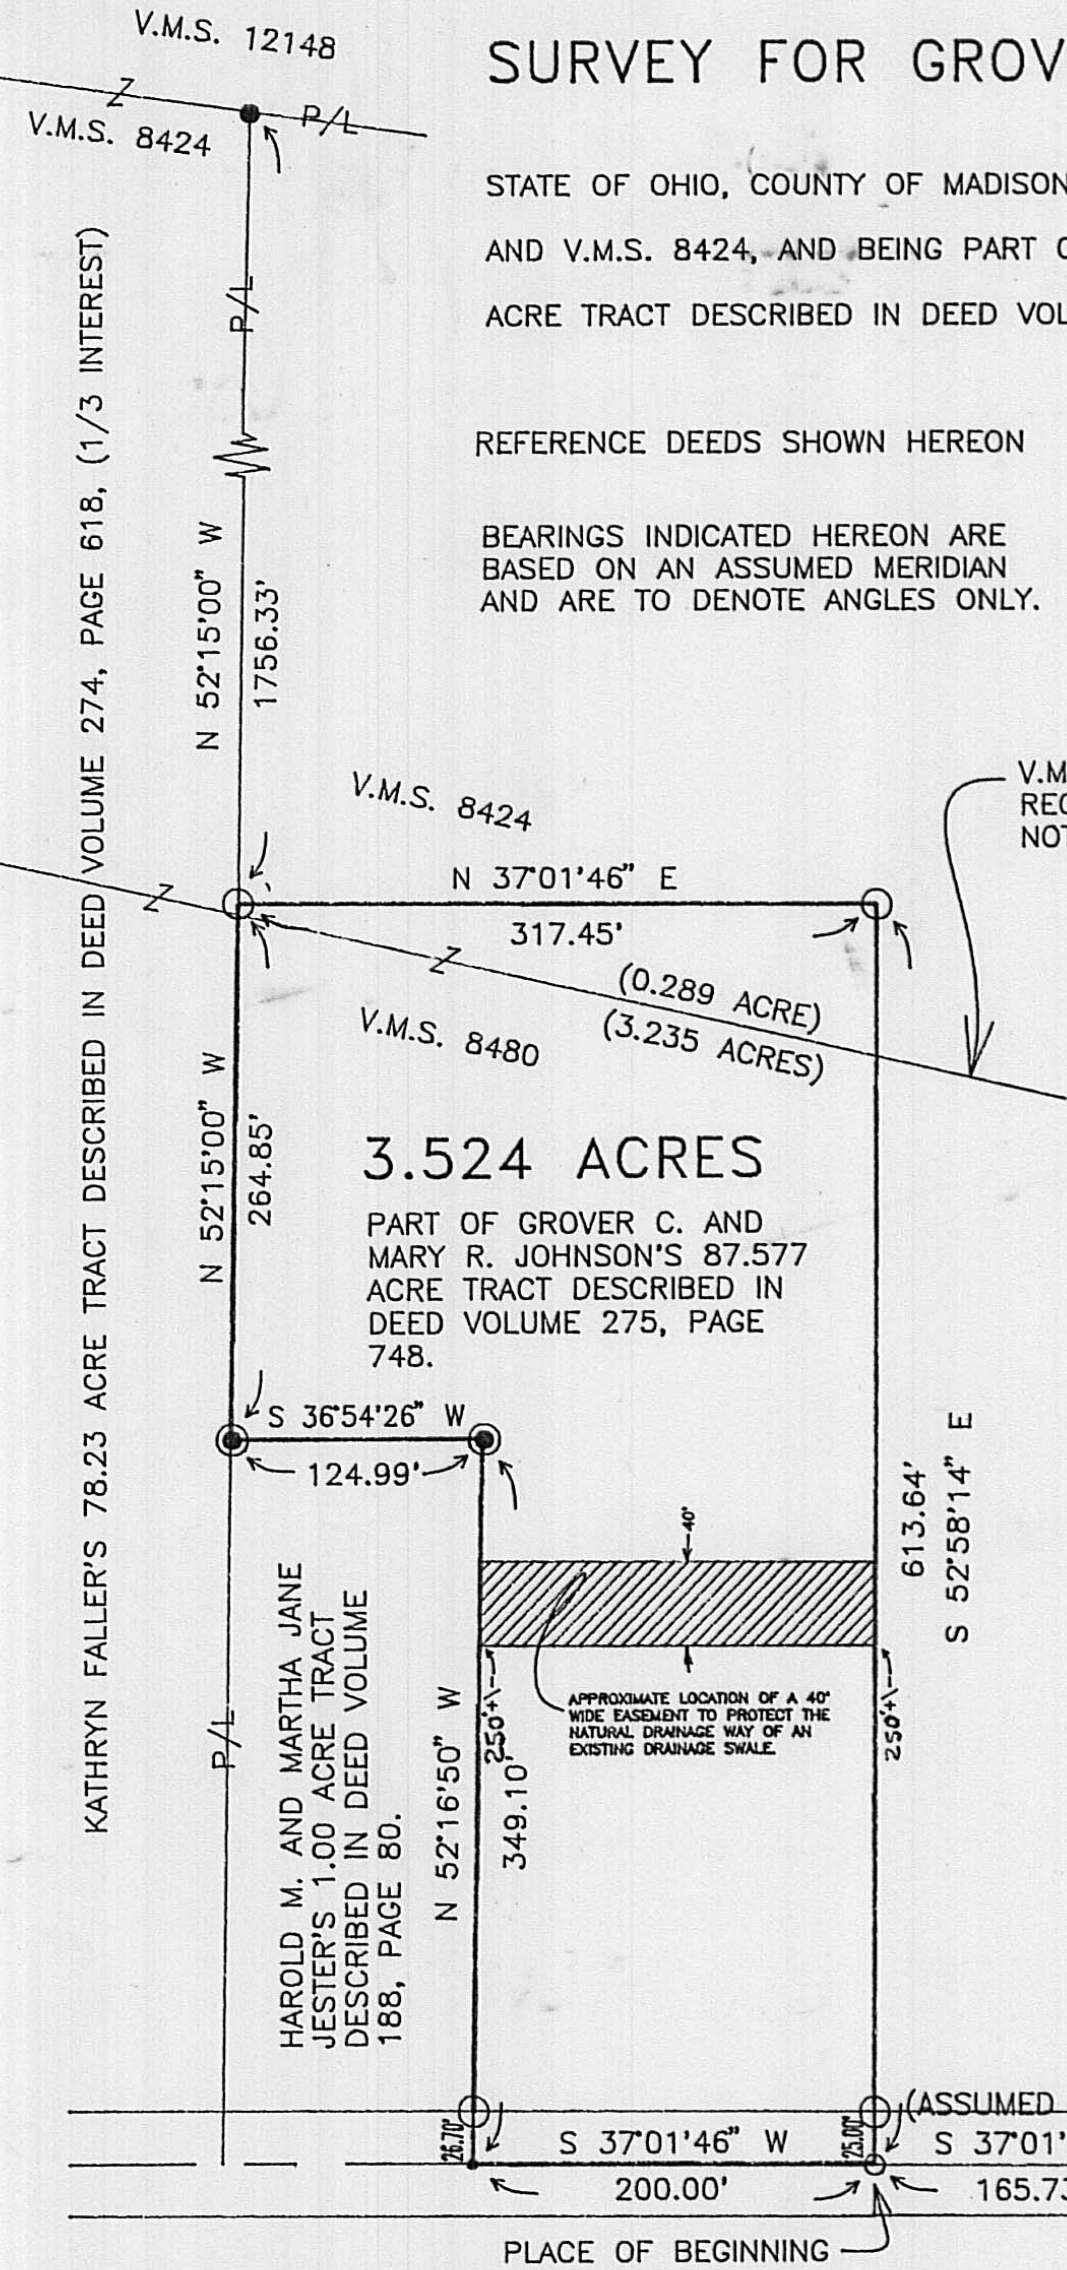 V.M.S. 12148
SURVEY FOR GROV
P/L
V.M.S. 8424
STATE OF OHIO, COUNTY OF MADISON
AND V.M.S. 8424, AND BEING PART
ACRE TRACT DESCRIBED IN DEED VOL
P/L
REFERENCE DEEDS SHOWN HEREON
BEARINGS INDICATED HEREON ARE
BASED ON AN ASSUMED MERIDIAN
AND ARE TO DENOTE ANGLES ONLY.
KATHRYN FALLER'S 78.23 ACRE TRACT DESCRIBED IN DEED VOLUME 274, PAGE 618, (1/3 INTEREST)
N 52°15'00" W
1756.33'
V.M.S. 8424
V.M
REC
NOT
N 37°01'46" E
317.45'
(0.289 ACRE)
(3.235 ACRES)
V.M.S. 8480
N 52°15'00" W
264.85'
3.524 ACRES
PART OF GROVER C. AND
MARY R. JOHNSON'S 87.577
ACRE TRACT DESCRIBED IN
DEED VOLUME 275, PAGE
748.
S 36°54'26" W
124.99'
613.64'
S 52°58'14" E
40'
APPROXIMATE LOCATION OF A 40'
WIDE EASEMENT TO PROTECT THE
NATURAL DRAINAGE WAY OF AN
EXISTING DRAINAGE SWALE.
HAROLD M. AND MARTHA JANE
JESTER'S 1.00 ACRE TRACT
DESCRIBED IN DEED VOLUME
188, PAGE 80.
P/L
N 52°16'50" W
250'+\-
349.10'
250'+\-
(ASSUMED
26.70'
S 37°01'46" W
25.00'
S 37°01'
200.00'
165.73
PLACE OF BEGINNING